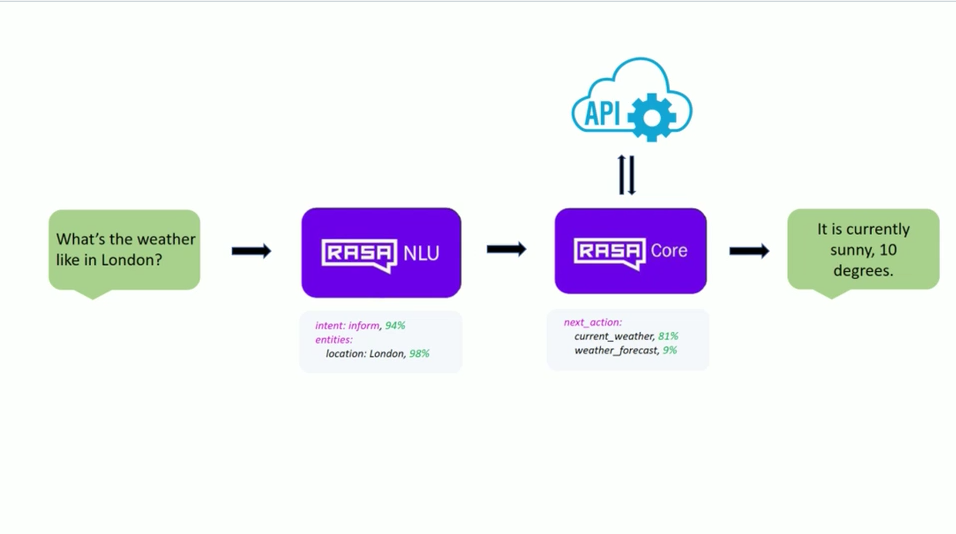 API
What's the weather
like in London?
RASA NLU
RASA Core
It is currently
sunny, 10
degrees.
intent: inform, 94%
entities:
location: London, 98%
next_action:
current_weather, 81%
weather_forecast, 9%